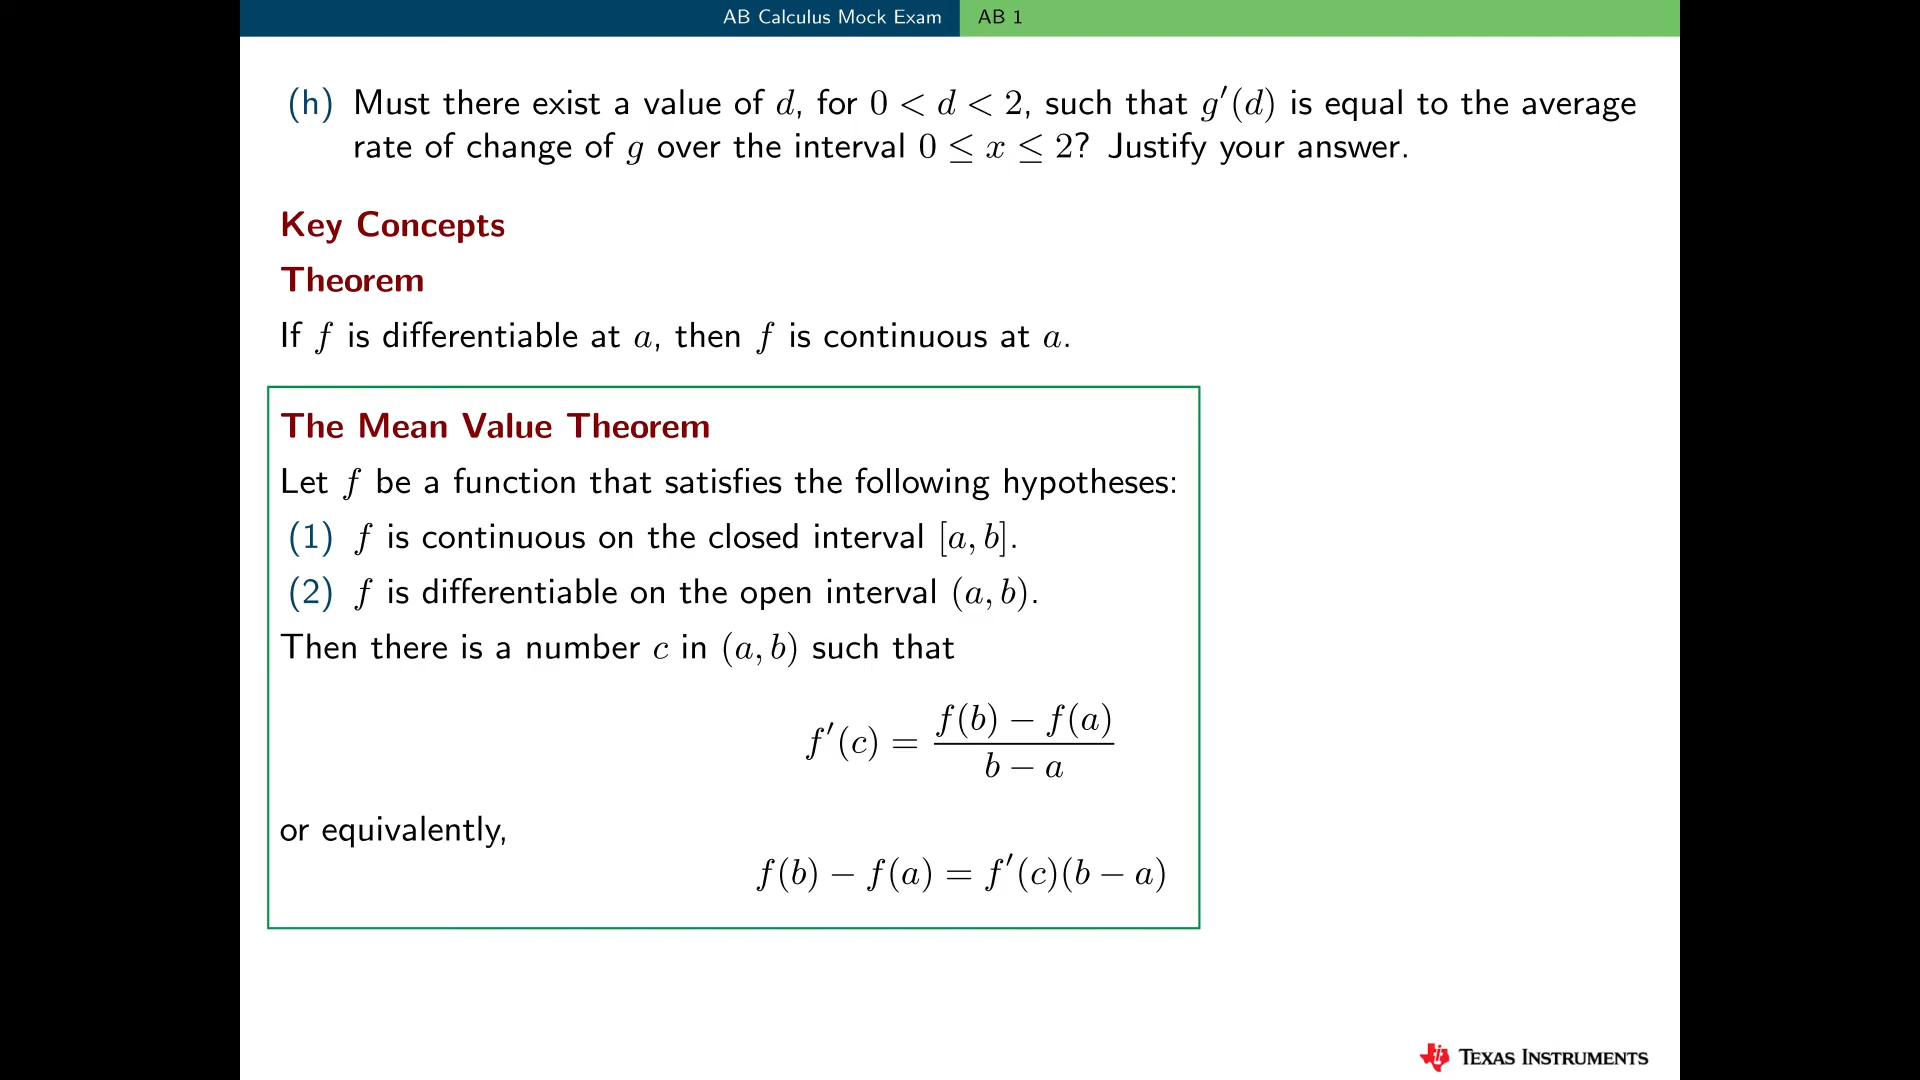 AB Calculus Mock Exam AB 1
(h) Must there exist a value of d, for 0 < d < 2, such that g′(d) is equal to the average
rate of change of g over the interval 0 ≤ x ≤ 2? Justify your answer.
Key Concepts
Theorem
If f is differentiable at a, then f is continuous at a.
The Mean Value Theorem
Let f be a function that satisfies the following hypotheses:
(1) f is continuous on the closed interval [a, b].
(2) f is differentiable on the open interval (a, b).
Then there is a number c in (a, b) such that
f′(c) = \frac{f(b) − f(a)}{b − a}
or equivalently,
f(b) − f(a) = f′(c)(b − a)
TEXAS INSTRUMENTS